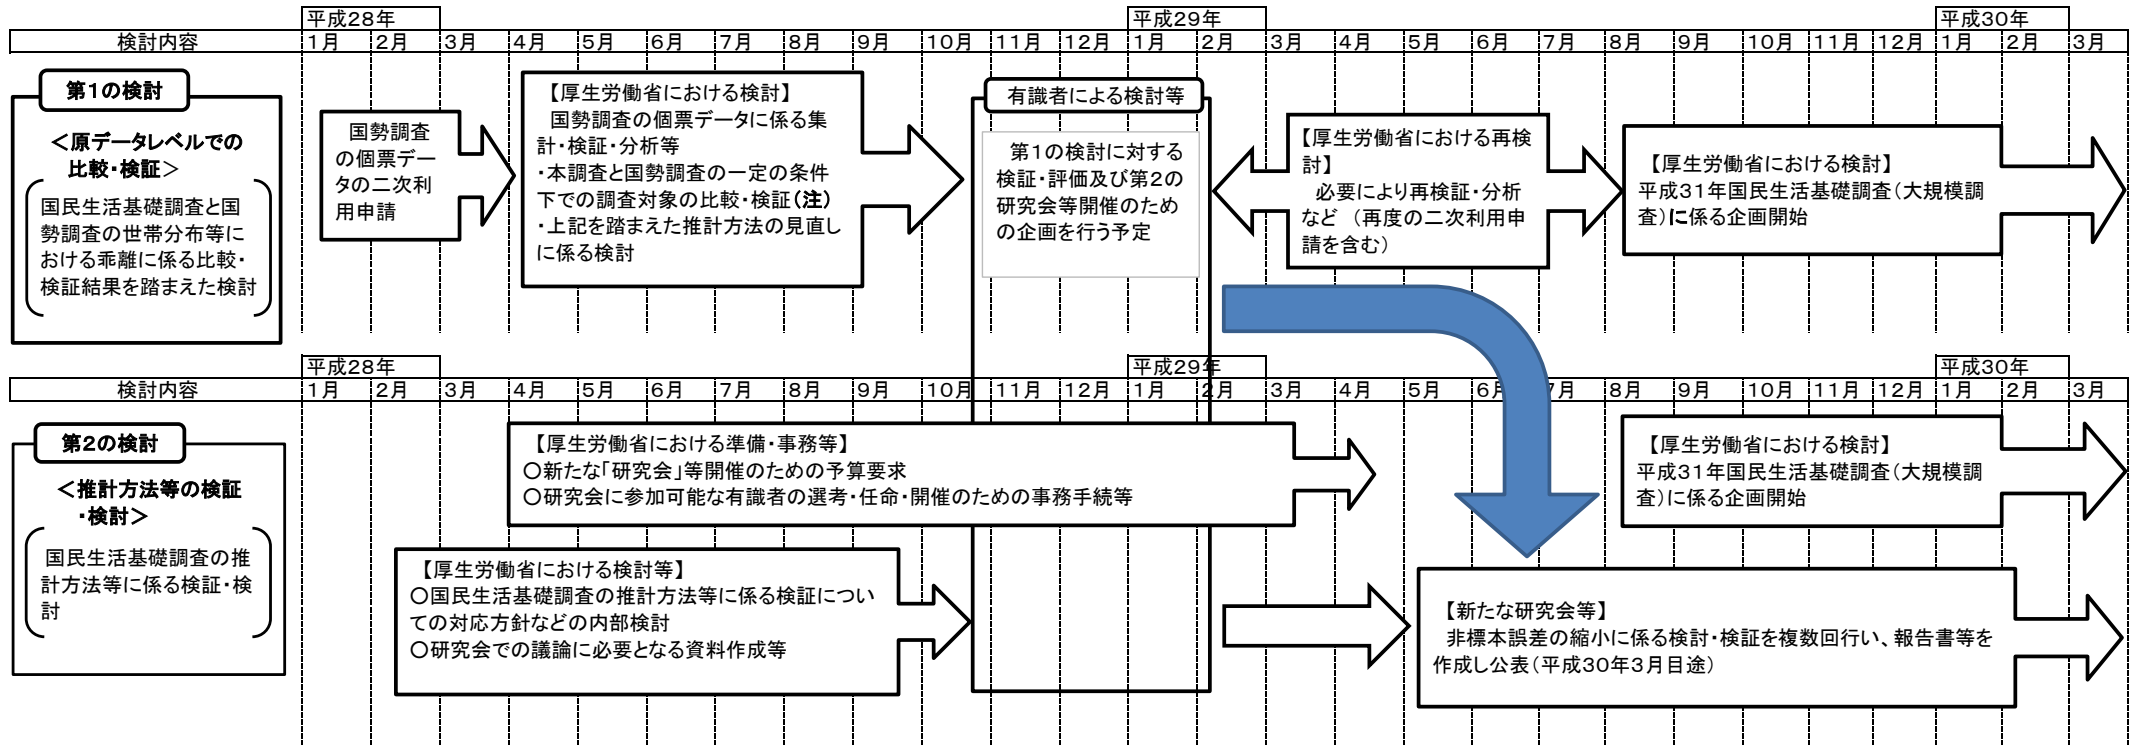 平成28年
平成29年
平成30年
検討内容
1月 2月 3月 4月 5月 6月 7月 8月 9月 10月 11月 12月 1月 2月 3月 4月 5月 6月 7月 8月 9月 10月 11月 12月 1月 2月 3月
第1の検討
＜原データレベルでの
比較・検証＞
国民生活基礎調査と国
勢調査の世帯分布等に
おける乖離に係る比較・
検証結果を踏まえた検討
国勢調査
の個票デー
タの二次利
用申請
【厚生労働省における検討】
国勢調査の個票データに係る集
計・検証・分析等
・本調査と国勢調査の一定の条件
下での調査対象の比較・検証(注)
・上記を踏まえた推計方法の見直し
に係る検討
有識者による検討等
第1の検討に対する
検証・評価及び第2の
研究会等開催のため
の企画を行う予定
【厚生労働省における再検
討】
必要により再検証・分析
など （再度の二次利用申
請を含む）
【厚生労働省における検討】
平成31年国民生活基礎調査（大規模調
査）に係る企画開始
平成28年
平成29年
平成30年
検討内容
1月 2月 3月 4月 5月 6月 7月 8月 9月 10月 11月 12月 1月 2月 3月 4月 5月 6月 7月 8月 9月 10月 11月 12月 1月 2月 3月
第2の検討
＜推計方法等の検証
・検討＞
国民生活基礎調査の推
計方法等に係る検証・検
討
【厚生労働省における準備・事務等】
○新たな「研究会」等開催のための予算要求
○研究会に参加可能な有識者の選考・任命・開催のための事務手続等
【厚生労働省における検討等】
○国民生活基礎調査の推計方法等に係る検証につい
ての対応方針などの内部検討
○研究会での議論に必要となる資料作成等
【厚生労働省における検討】
平成31年国民生活基礎調査（大規模調
査）に係る企画開始
【新たな研究会等】
非標本誤差の縮小に係る検討・検証を複数回行い、報告書等を
作成し公表（平成30年3月目途）